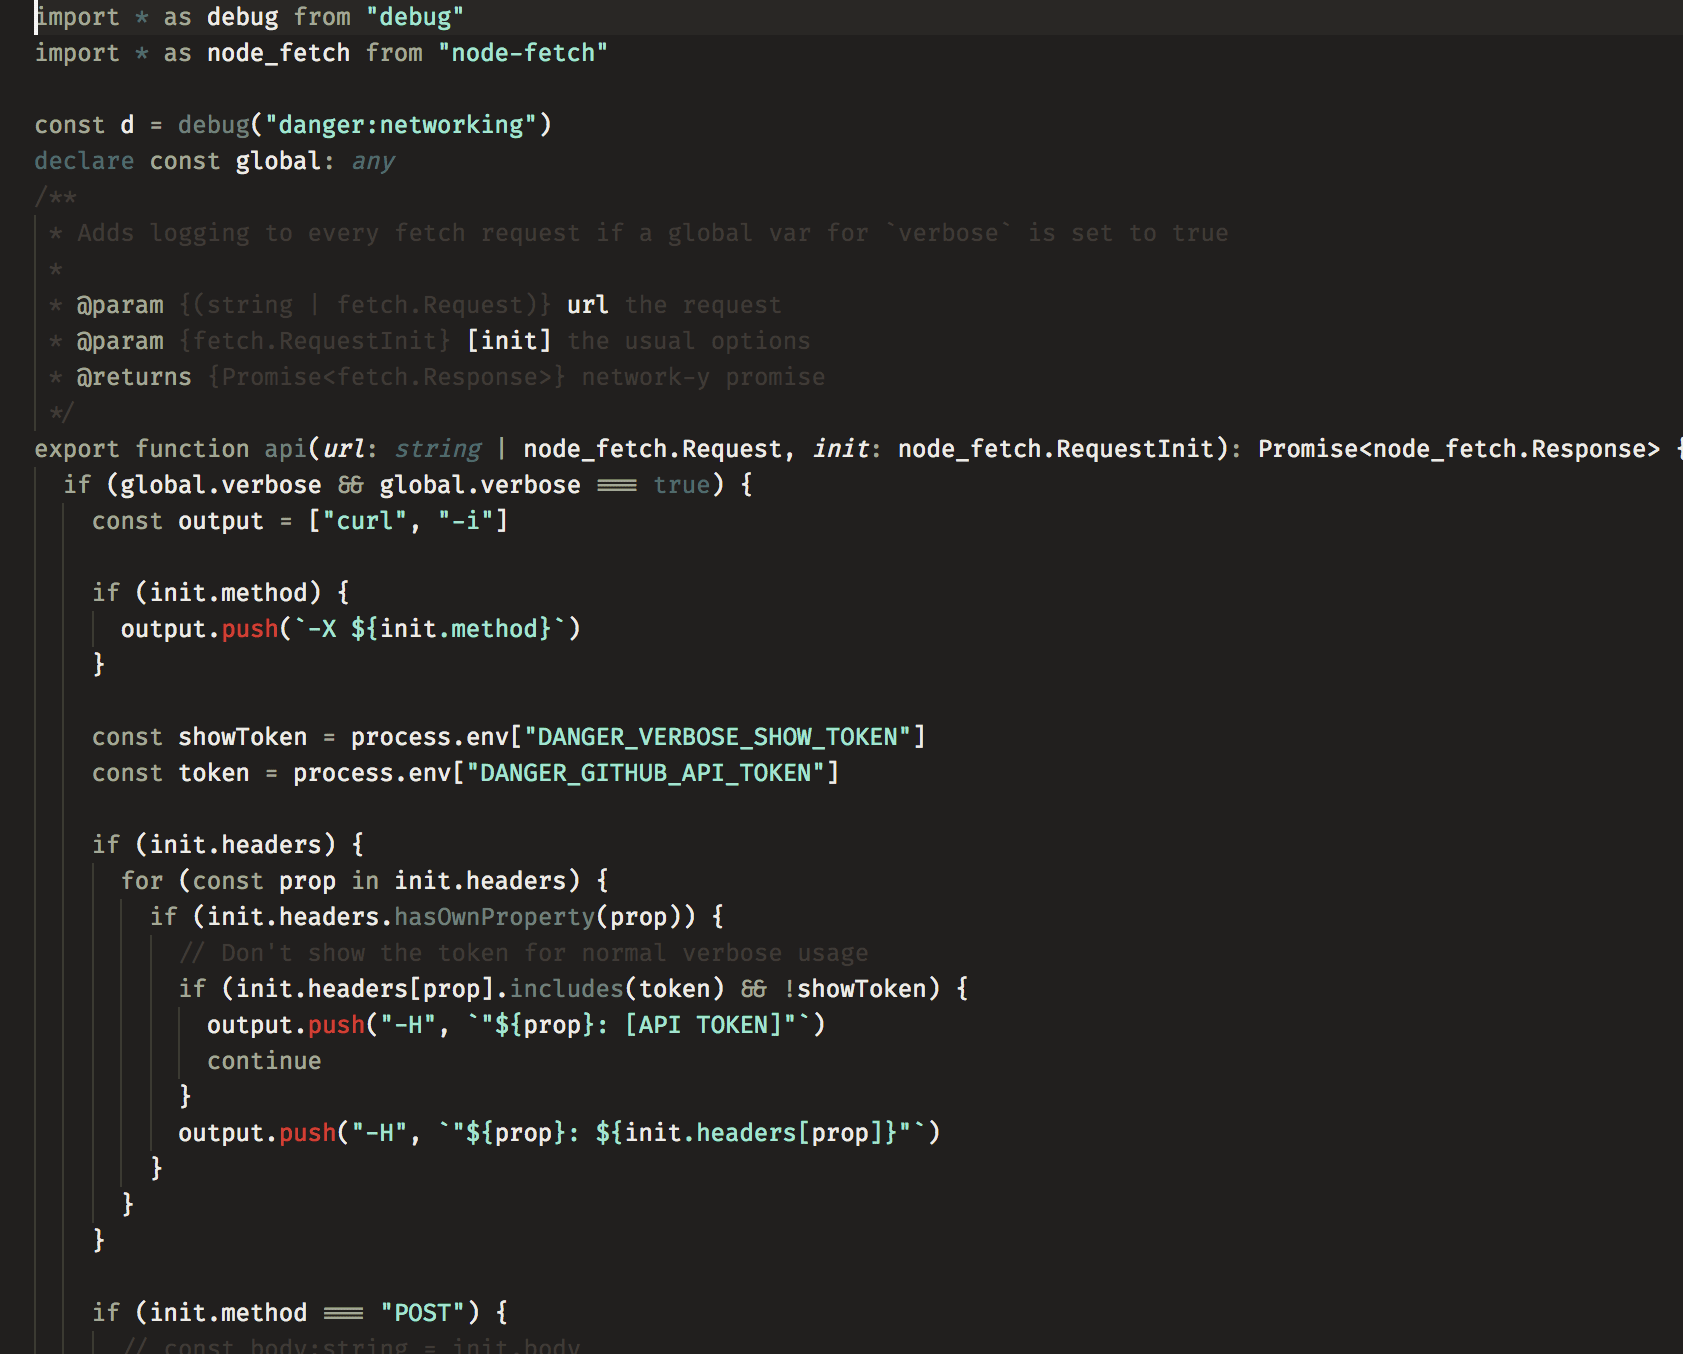 import * as debug from "debug"
import * as node_fetch from "node-fetch"
const d = debug("danger:networking")
declare const global: any
/**
* Adds logging to every fetch request if a global var for `verbose` is set to true
*
* @param {(string | fetch.Request)} url the request
* @param {fetch.RequestInit} [init] the usual options
* @returns {Promise<fetch.Response>} network-y promise
*/
export function api(url: string | node_fetch.Request, init: node_fetch.RequestInit): Promise<node_fetch.Response> {
if (global.verbose && global.verbose === true) {
const output = ["curl", "-i"]
if (init.method) {
output.push(`-X ${init.method}`)
}
const showToken = process.env["DANGER_VERBOSE_SHOW_TOKEN"]
const token = process.env["DANGER_GITHUB_API_TOKEN"]
if (init.headers) {
for (const prop in init.headers) {
if (init.headers.hasOwnProperty(prop)) {
// Don't show the token for normal verbose usage
if (init.headers[prop].includes(token) && !showToken) {
output.push("-H", `"${prop}: [API TOKEN]"`)
continue
}
output.push("-H", `"${prop}: ${init.headers[prop]}"`)
}
}
}
if (init.method === "POST") {
// const body:string = init.body